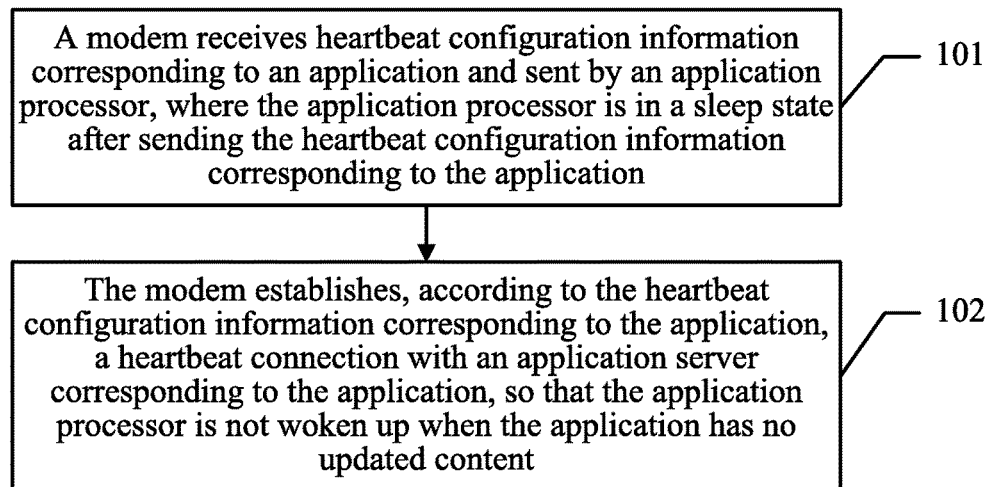 A modem receives heartbeat configuration information
corresponding to an application and sent by an application
processor, where the application processor is in a sleep state
after sending the heartbeat configuration information
corresponding to the application
101
The modem establishes, according to the heartbeat
configuration information corresponding to the application,
a heartbeat connection with an application server
corresponding to the application, so that the application
processor is not woken up when the application has no
updated content
102